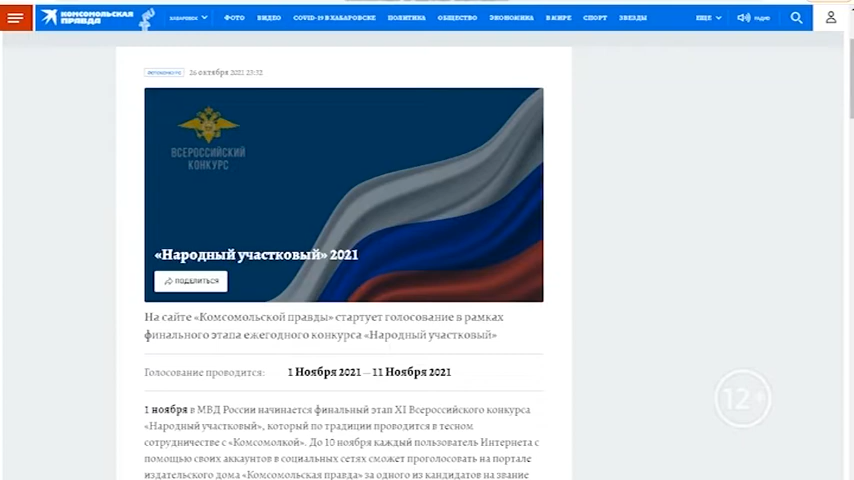 КОМСОМОЛЬСКАЯ
ПРАВДА
ХАБАРОВСК
ФОТО
ВИДЕО
COVID-19 В ХАБАРОВСКЕ
ПОЛИТИКА
ОБЩЕСТВО
ЭКОНОМИКА
В МИРЕ
СПОРТ
ЗВЕЗДЫ
ЕЩЕ
РАДИО
ФОТОКОНКУРС
26 октября 2021 23:32
ВСЕРОССИЙСКИЙ
КОНКУРС
«Народный участковый» 2021
ПОДЕЛИТЬСЯ
На сайте «Комсомольской правды» стартует голосование в рамках
финального этапа ежегодного конкурса «Народный участковый»
Голосование проводится: 1 Ноября 2021 — 11 Ноября 2021
1 ноября в МВД России начинается финальный этап XI Всероссийского конкурса
«Народный участковый», который по традиции проводится в тесном
сотрудничестве с «Комсомолкой». До 10 ноября каждый пользователь Интернета с
помощью своих аккаунтов в социальных сетях сможет проголосовать на портале
издательского дома «Комсомольская правда» за одного из кандидатов на звание
12+